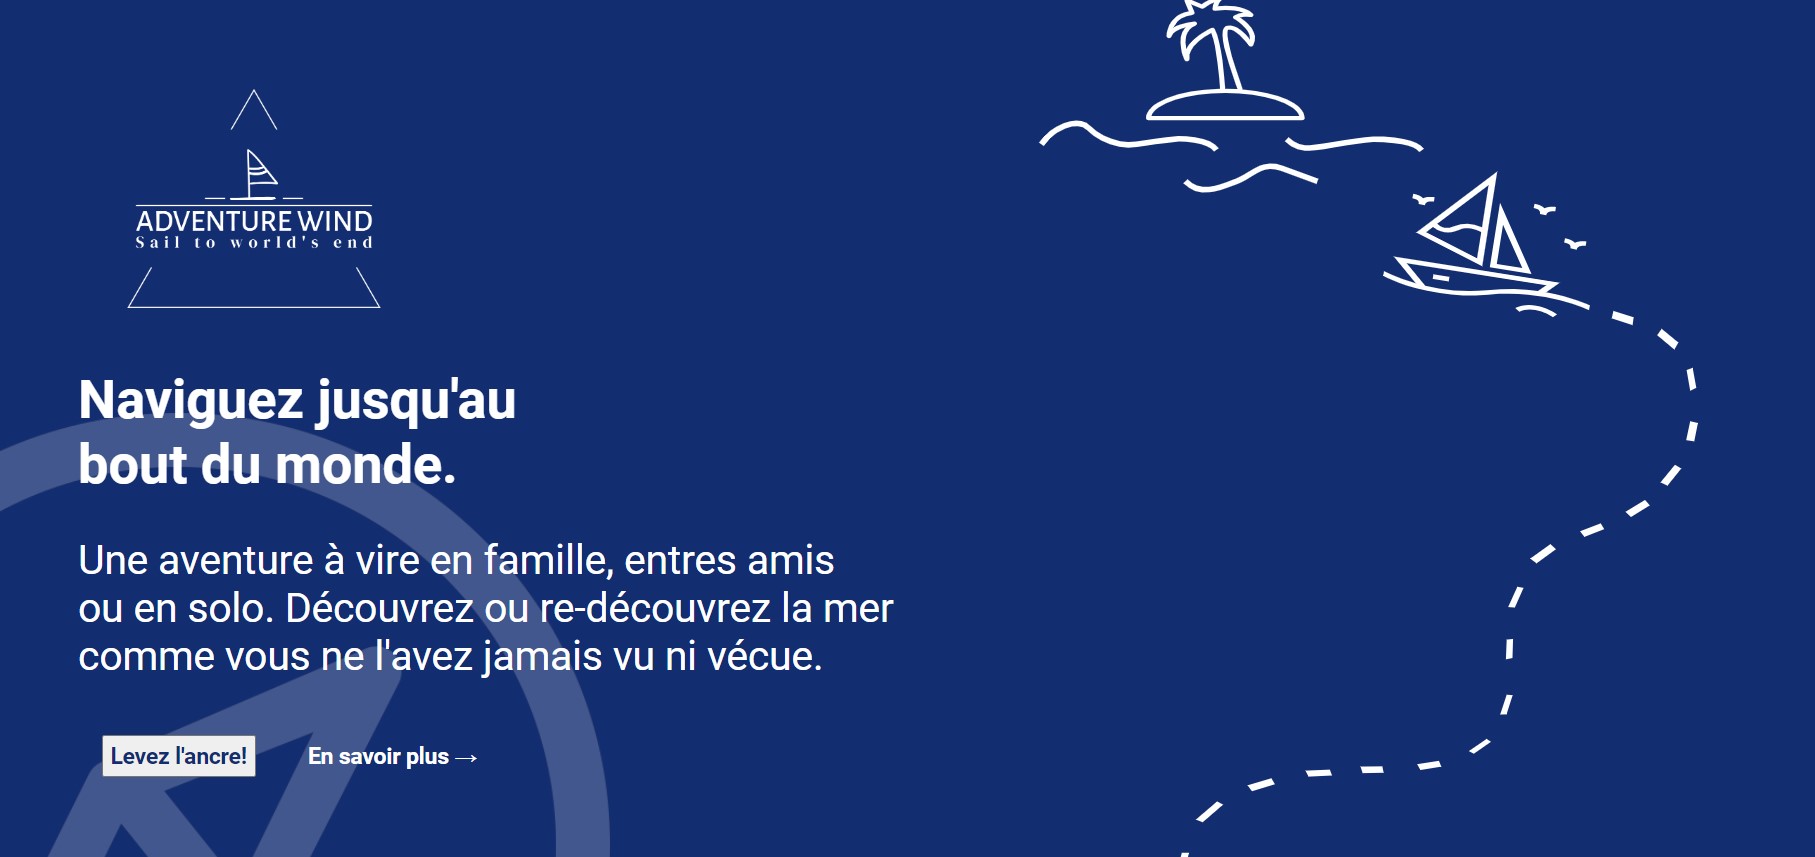 ADVENTURE WIND
Sail to world's end
Naviguez jusqu'au
bout du monde.
Une aventure à vire en famille, entres amis
ou en solo. Découvrez ou re-découvrez la mer
comme vous ne l'avez jamais vu ni vécue.
Levez l'ancre! En savoir plus →